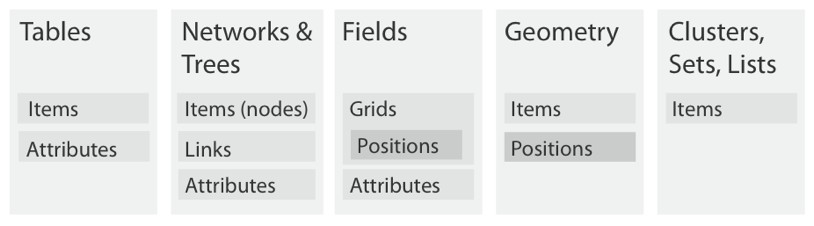 Tables
Items
Attributes
Networks &
Trees
Items (nodes)
Links
Attributes
Fields
Grids
Positions
Attributes
Geometry
Items
Positions
Clusters,
Sets, Lists
Items